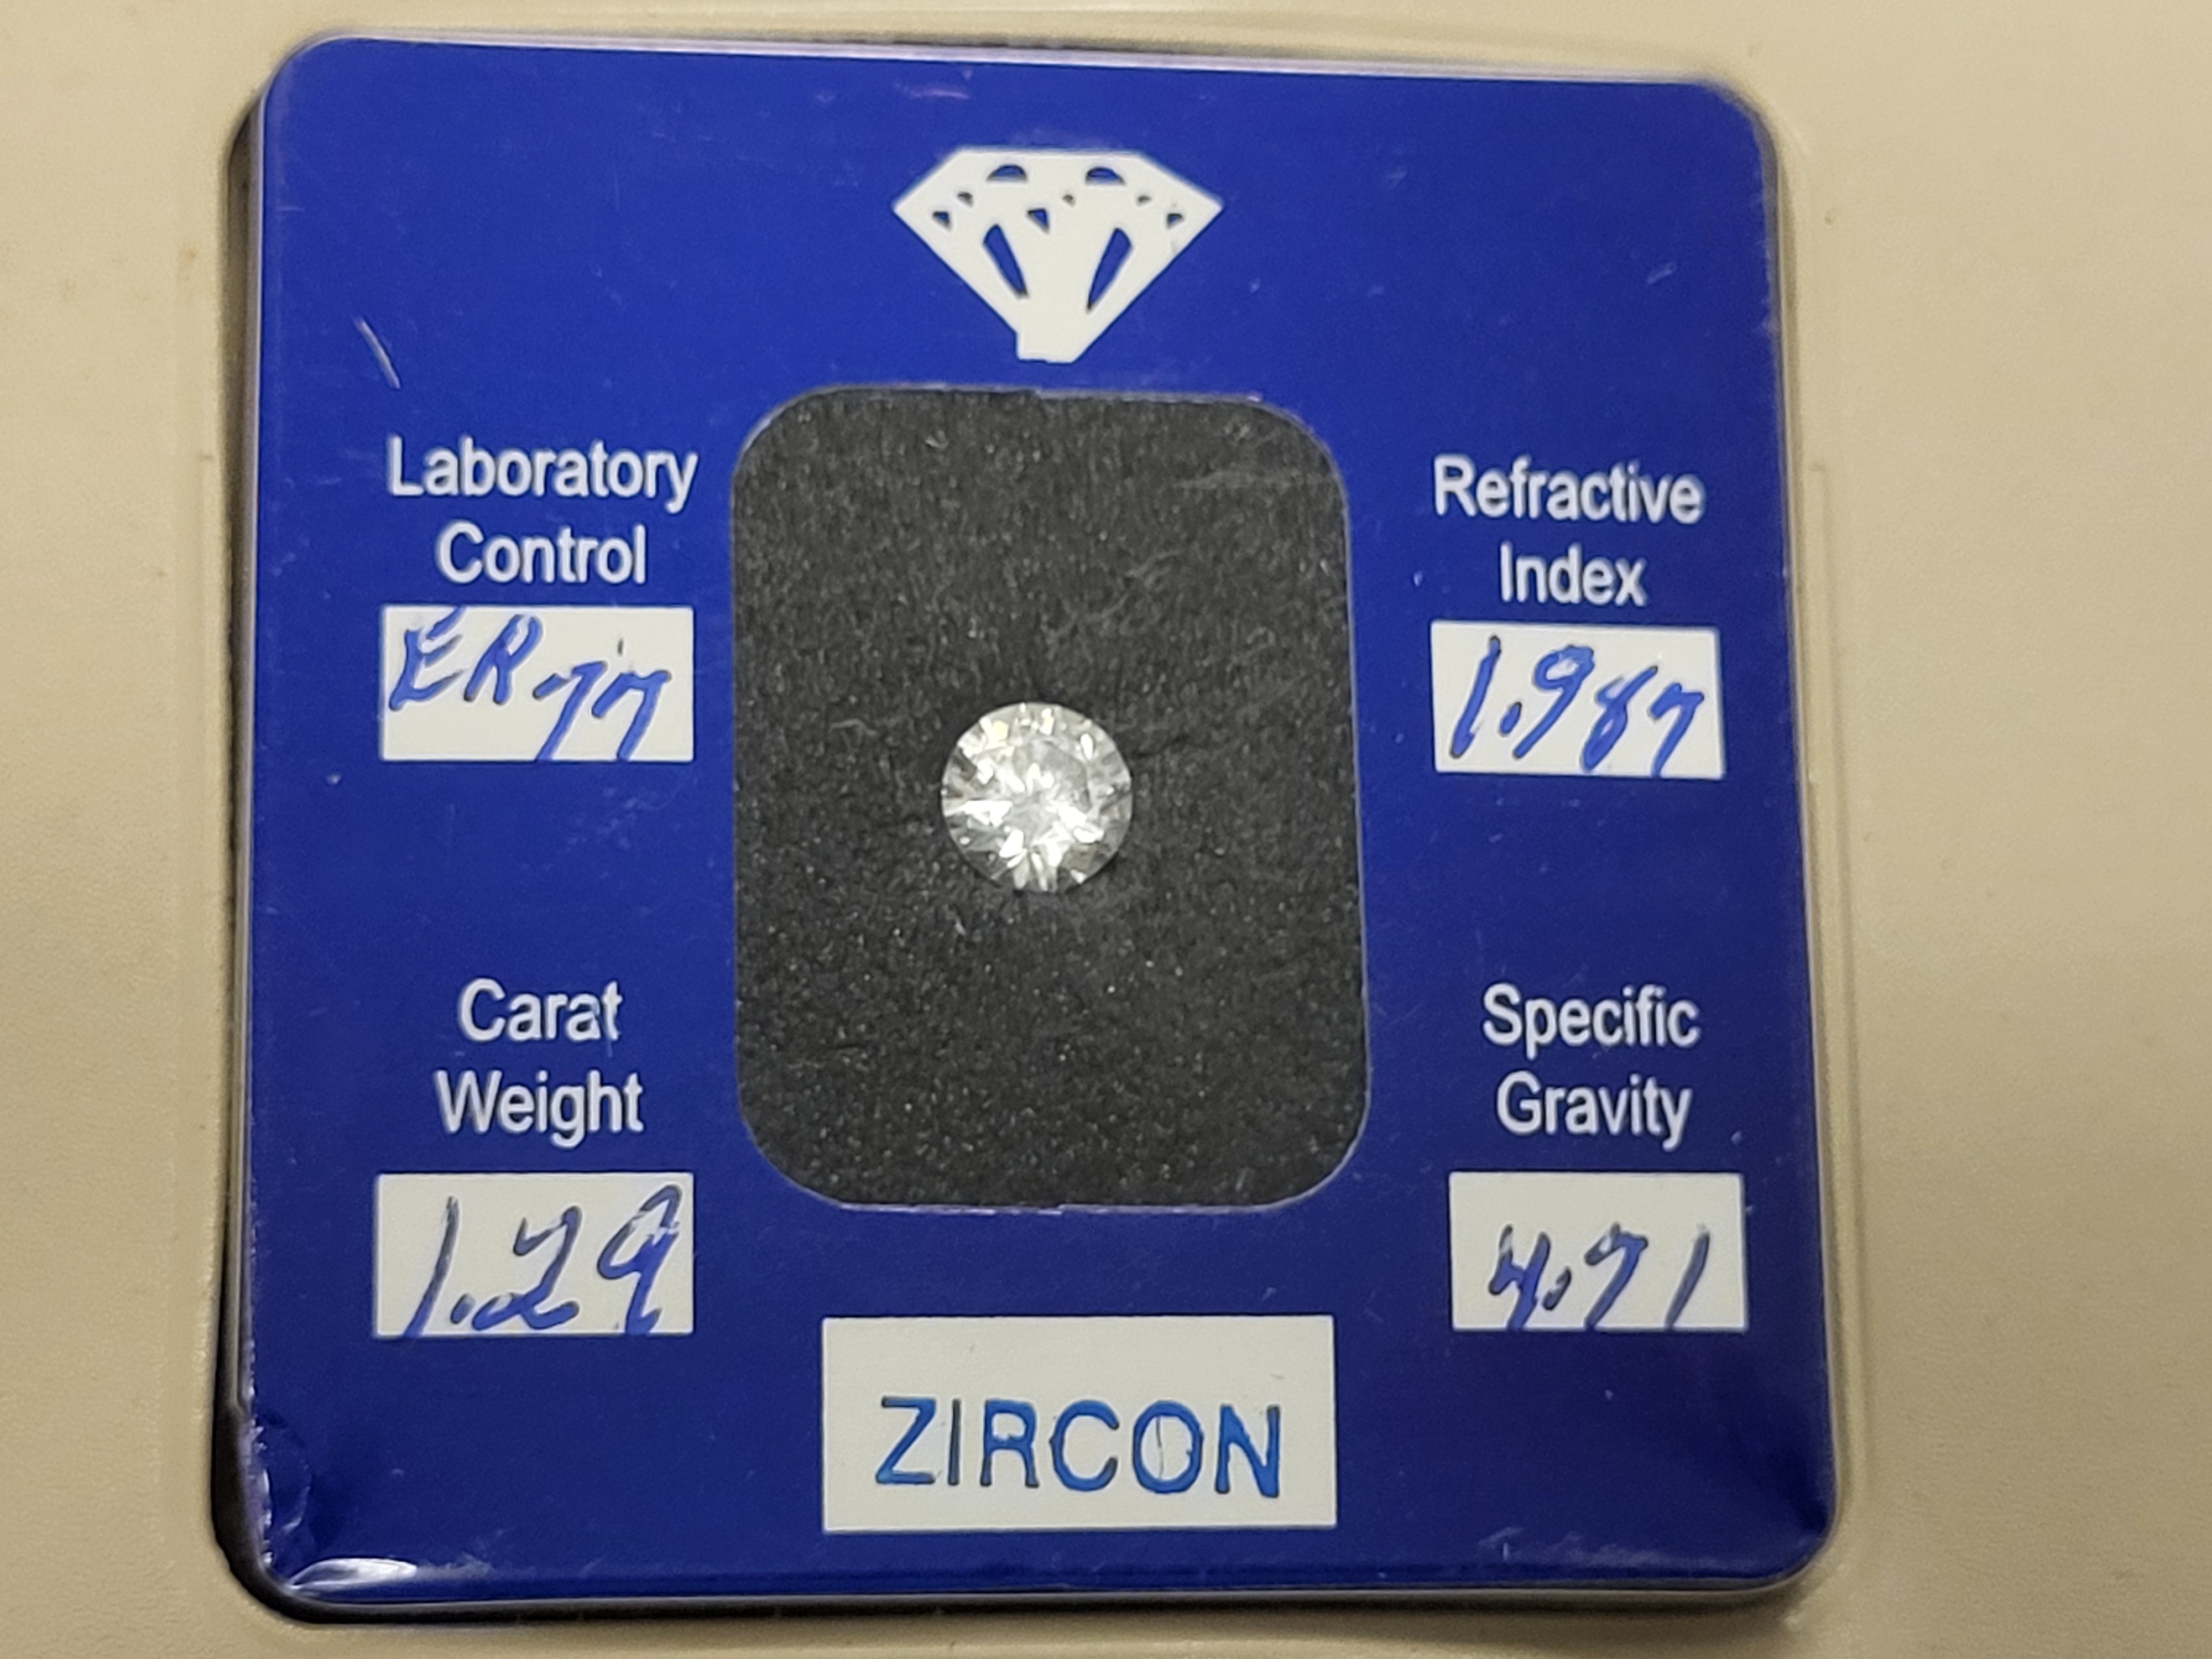 Laboratory
Control
ER 77
Refractive
Index
1.987
Carat
Weight
1.29
Specific
Gravity
4.71
ZIRCON